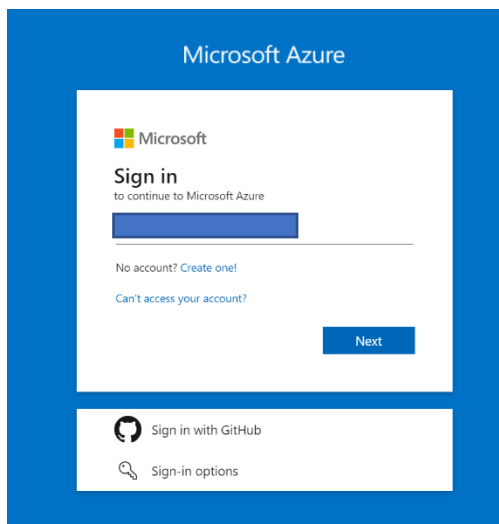 Microsoft Azure
Microsoft
Sign in
to continue to Microsoft Azure
No account? Create one!
Can't access your account?
Next
Sign in with GitHub
Sign-in options